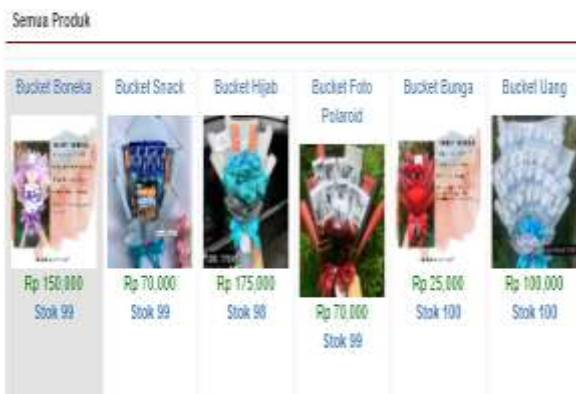 Semua Produk
Bucket Boneka
Bucket Snack
Bucket Hijab
Bucket Foto
Polaroid
Bucket Bunga
Bucket Uang
Rp 150,000
Stok 99
Rp 70,000
Stok 99
Rp 175,000
Stok 98
Rp 70,000
Stok 99
Rp 25,000
Stok 100
Rp 100,000
Stok 100